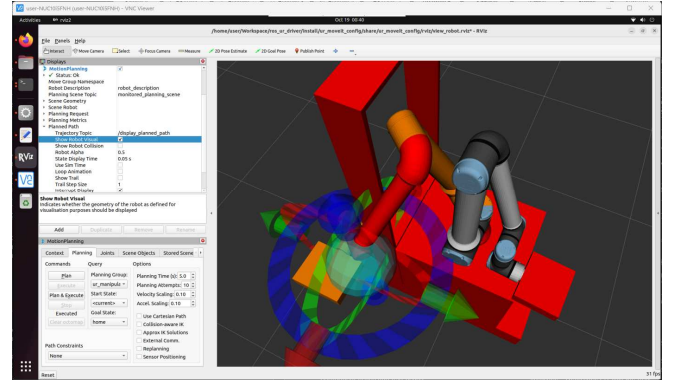 user-NUC10i5FNH (user-NUC10i5FNH) - VNC Viewer
Activities rviz2 Oct 19 00:40
/home/user/Workspace/ros_ur_driver/install/ur_moveit_config/share/ur_moveit_config/rviz/view_robot.rviz* - RViz
File Panels Help
Interact Move Camera Select Focus Camera Measure 2D Pose Estimate 2D Goal Pose Publish Point
Displays
MotionPlanning
Status: Ok
Move Group Namespace
Robot Description robot_description
Planning Scene Topic monitored_planning_scene
Scene Geometry
Scene Robot
Planning Request
Planning Metrics
Planned Path
Trajectory Topic /display_planned_path
Show Robot Visual
Show Robot Collision
Robot Alpha 0.5
State Display Time 0.05 s
Use Sim Time
Loop Animation
Show Trail
Trail Step Size 1
Interrupt Display
Show Robot Visual
Indicates whether the geometry of the robot as defined for
visualisation purposes should be displayed
Add Duplicate Remove Rename
MotionPlanning
Context Planning Joints Scene Objects Stored Scene
Commands Query Options
Plan Planning Group: Planning Time (s): 5.0
Execute ur_manipula Planning Attempts: 10
Plan & Execute Start State: Velocity Scaling: 0.10
Stop <current> Accel. Scaling: 0.10
Executed Goal State: Use Cartesian Path
Clear octomap home Collision-aware IK
Approx IK Solutions
External Comm.
Path Constraints Replanning
None Sensor Positioning
Reset 31 fps
RViz